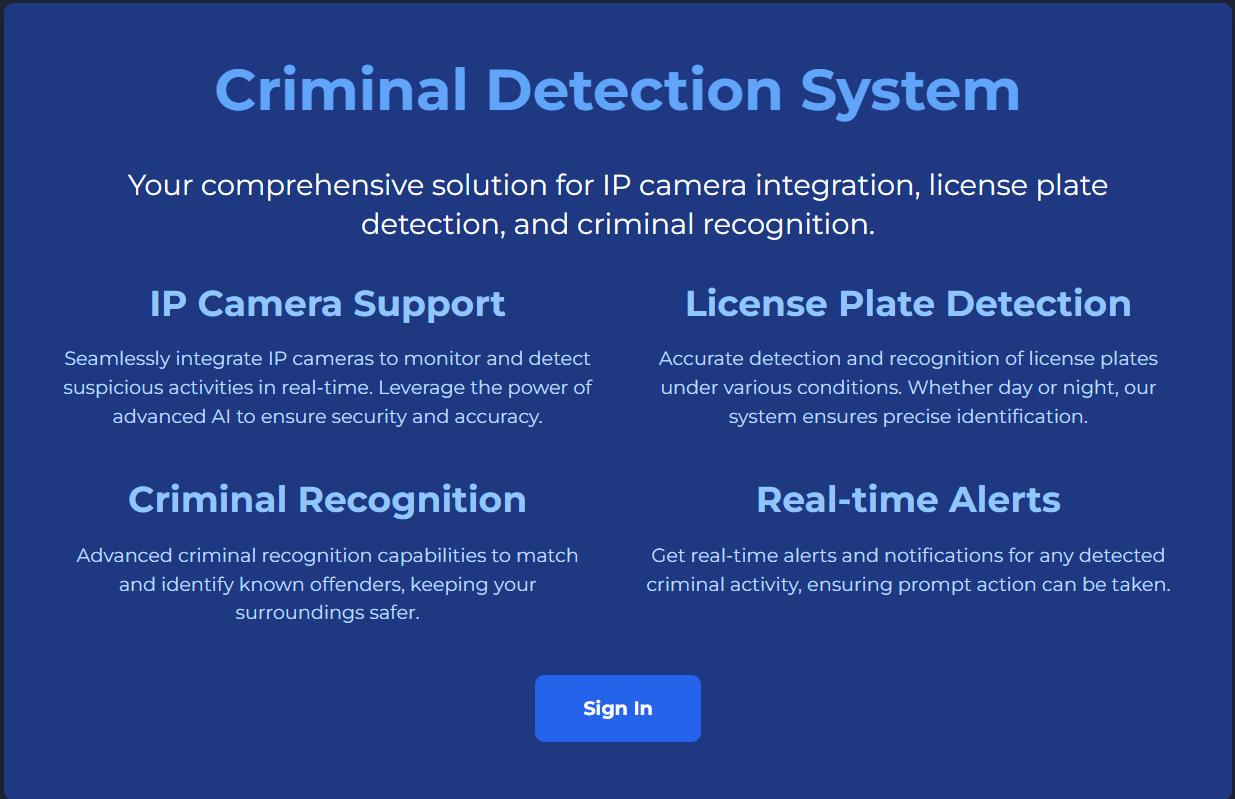 Criminal Detection System
Your comprehensive solution for IP camera integration, license plate
detection, and criminal recognition.
IP Camera Support
Seamlessly integrate IP cameras to monitor and detect
suspicious activities in real-time. Leverage the power of
advanced AI to ensure security and accuracy.
License Plate Detection
Accurate detection and recognition of license plates
under various conditions. Whether day or night, our
system ensures precise identification.
Criminal Recognition
Advanced criminal recognition capabilities to match
and identify known offenders, keeping your
surroundings safer.
Real-time Alerts
Get real-time alerts and notifications for any detected
criminal activity, ensuring prompt action can be taken.
Sign In